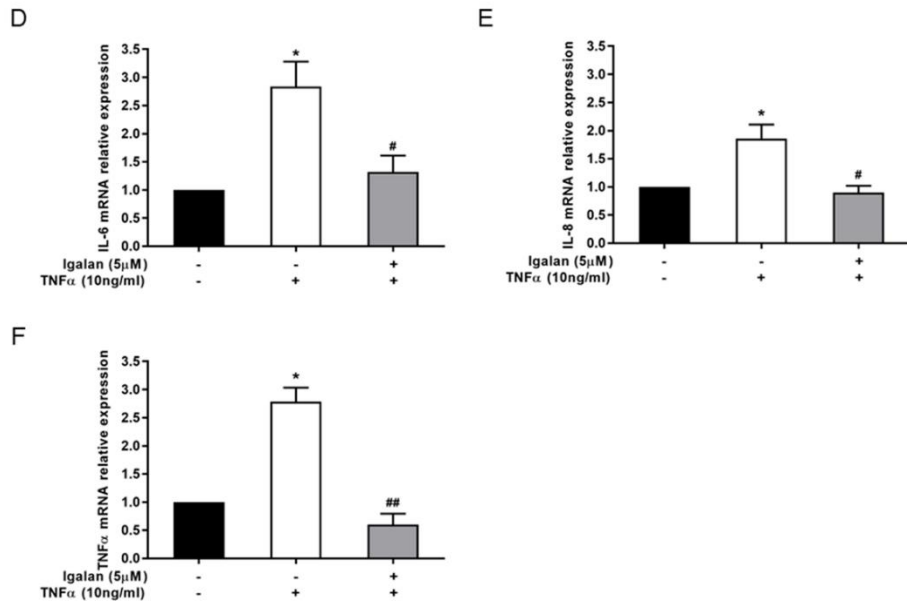 D
IL-6 mRNA relative expression
3.5
3.0
2.5
2.0
1.5
1.0
0.5
0.0
*
#
Igalan (5μM) - - +
TNFα (10ng/ml) - + +
E
IL-8 mRNA relative expression
3.5
3.0
2.5
2.0
1.5
1.0
0.5
0.0
*
#
Igalan (5μM) - - +
TNFα (10ng/ml) - + +
F
TNFα mRNA relative expression
3.5
3.0
2.5
2.0
1.5
1.0
0.5
0.0
*
##
Igalan (5μM) - - +
TNFα (10ng/ml) - + +